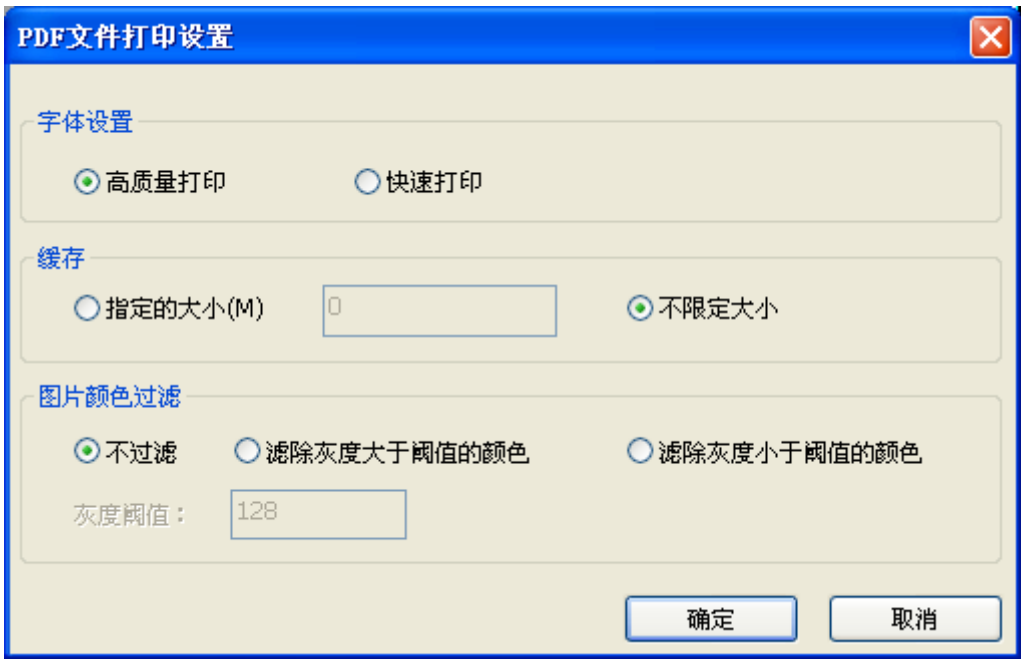 PDF文件打印设置
字体设置
高质量打印 快速打印
缓存
指定的大小(M) 0 不限定大小
图片颜色过滤
不过滤 滤除灰度大于阈值的颜色 滤除灰度小于阈值的颜色
灰度阈值： 128
确定 取消